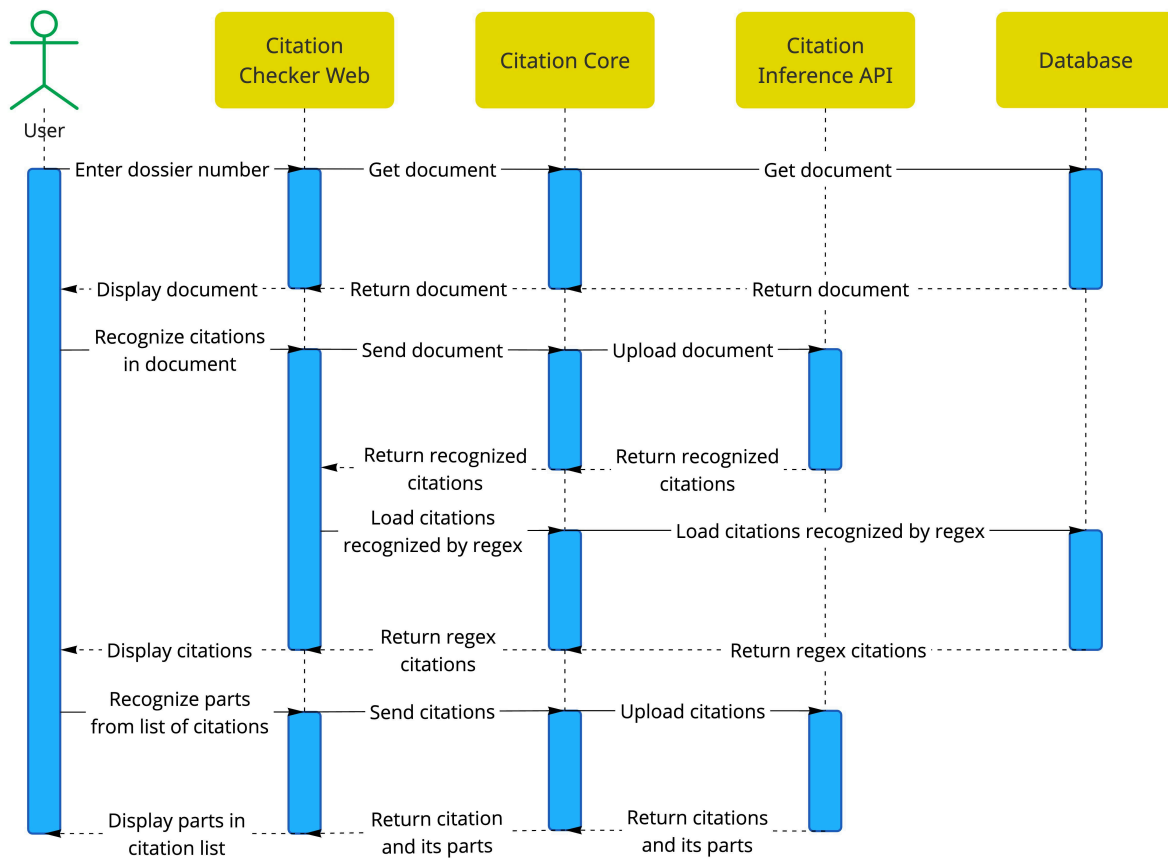 Citation
Checker Web
Citation Core
Citation
Inference API
Database
User
Enter dossier number
Get document
Get document
Display document
Return document
Return document
Recognize citations
in document
Send document
Upload document
Return recognized
citations
Return recognized
citations
Load citations
recognized by regex
Load citations recognized by regex
Display citations
Return regex
citations
Return regex citations
Recognize parts
from list of citations
Send citations
Upload citations
Display parts in
citation list
Return citation
and its parts
Return citations
and its parts